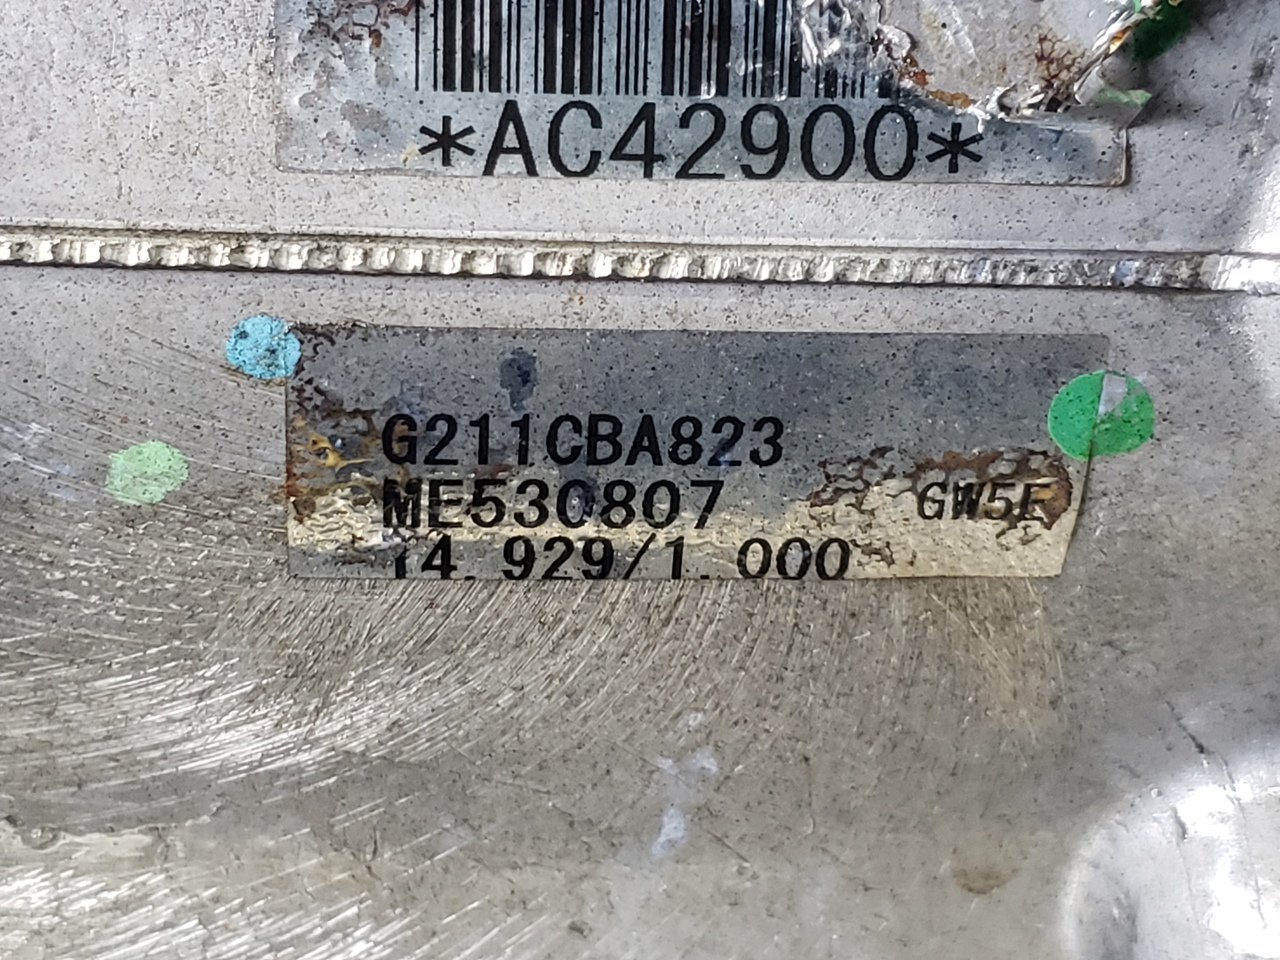 *AC42900*
G211CBA823
ME530807 GW5E
14.929/1.000